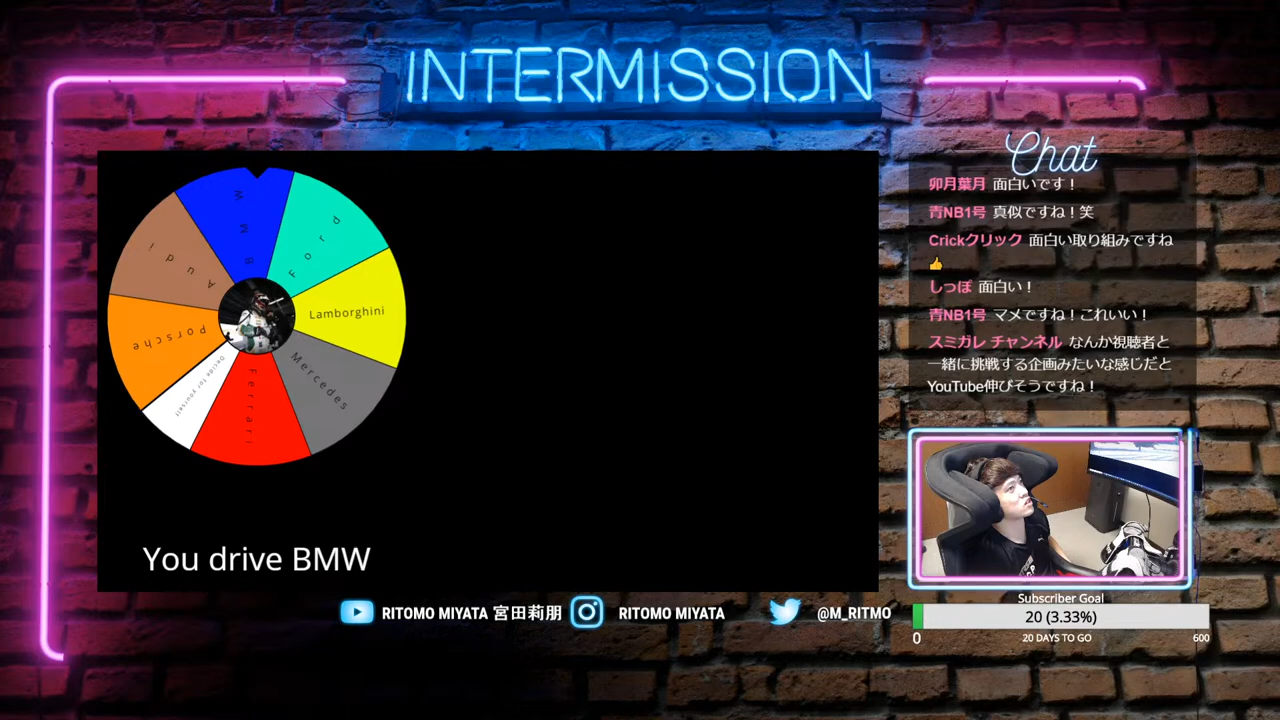 INTERMISSION
Chat
卯月葉月 面白いです！
青NB1号 真似ですね！笑
Crickクリック 面白い取り組みですね
👍
しっぽ 面白い！
青NB1号 マメですね！これいい！
スミガレ チャンネル なんか視聴者と
一緒に挑戦する企画みたいな感じだと
YouTube伸びそうですね！
BMW
Ford
Lamborghini
Mercedes
Ferrari
Decide for yourself
Porsche
Audi
You drive BMW
RITOMO MIYATA 宮田莉朋
RITOMO MIYATA
@M_RITMO
Subscriber Goal
20 (3.33%)
0
20 DAYS TO GO
600